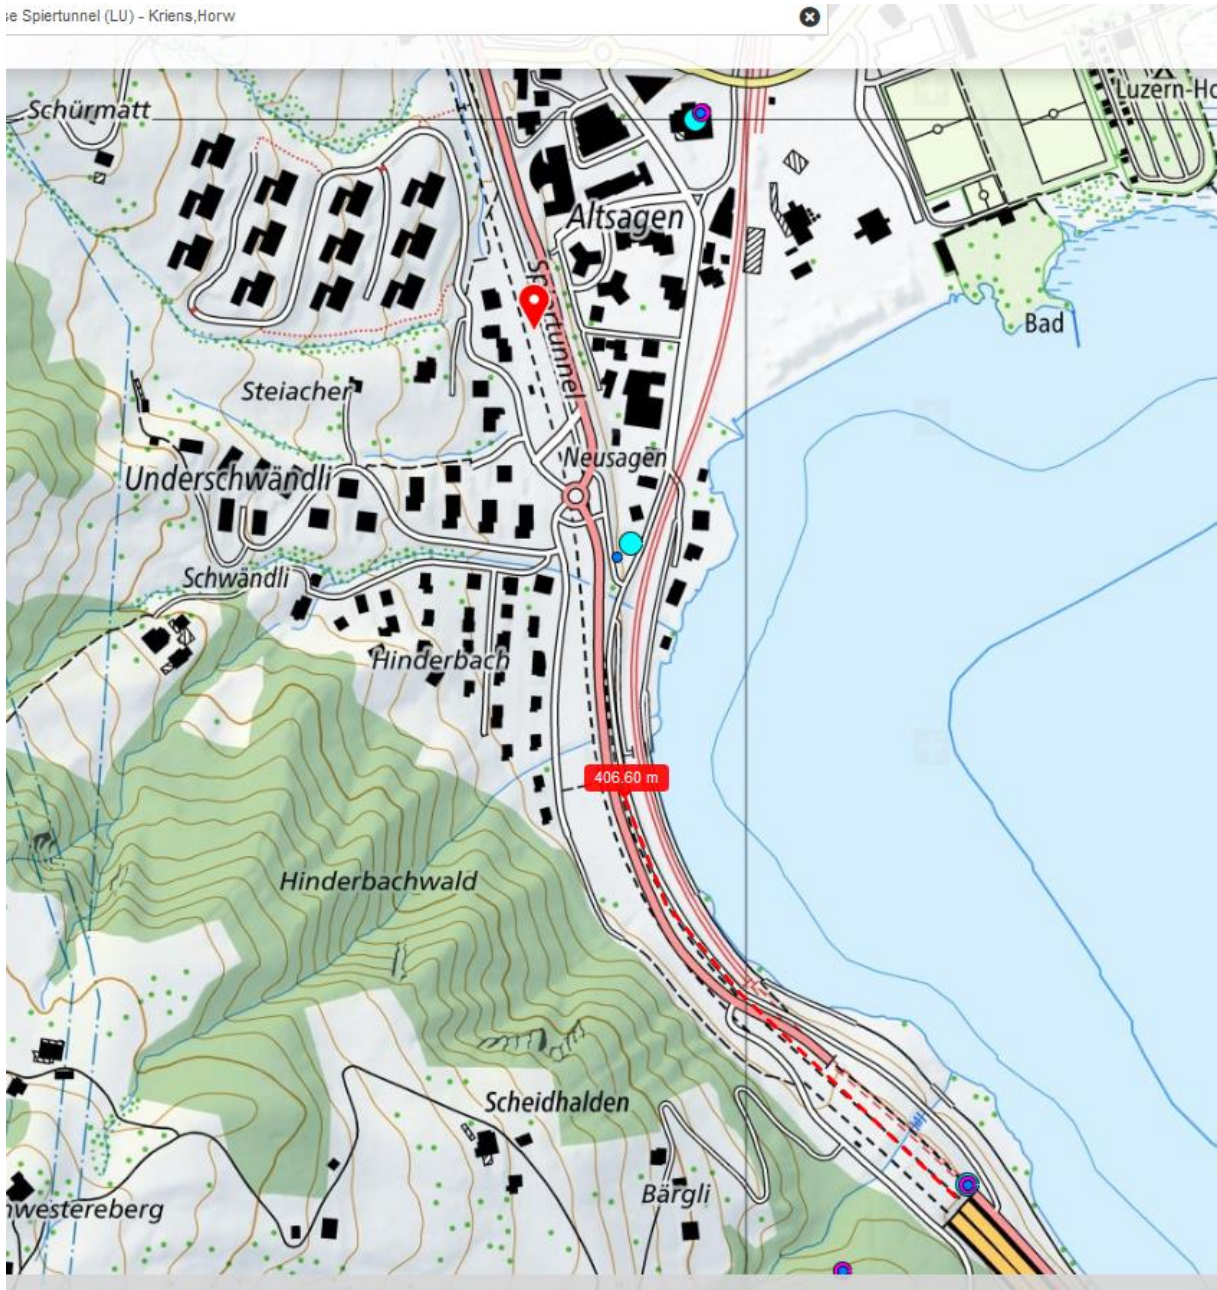 se Spiertunnel (LU) - Kriens,Horw
Schürmatt
Luzern-Ho
Altsagen
Spiertunnel
Bad
Steiacher
Neusagen
Underschwändli
Schwändli
Hinderbach
406.60 m
Hinderbachwald
Scheidhalden
Bärgli
westereberg